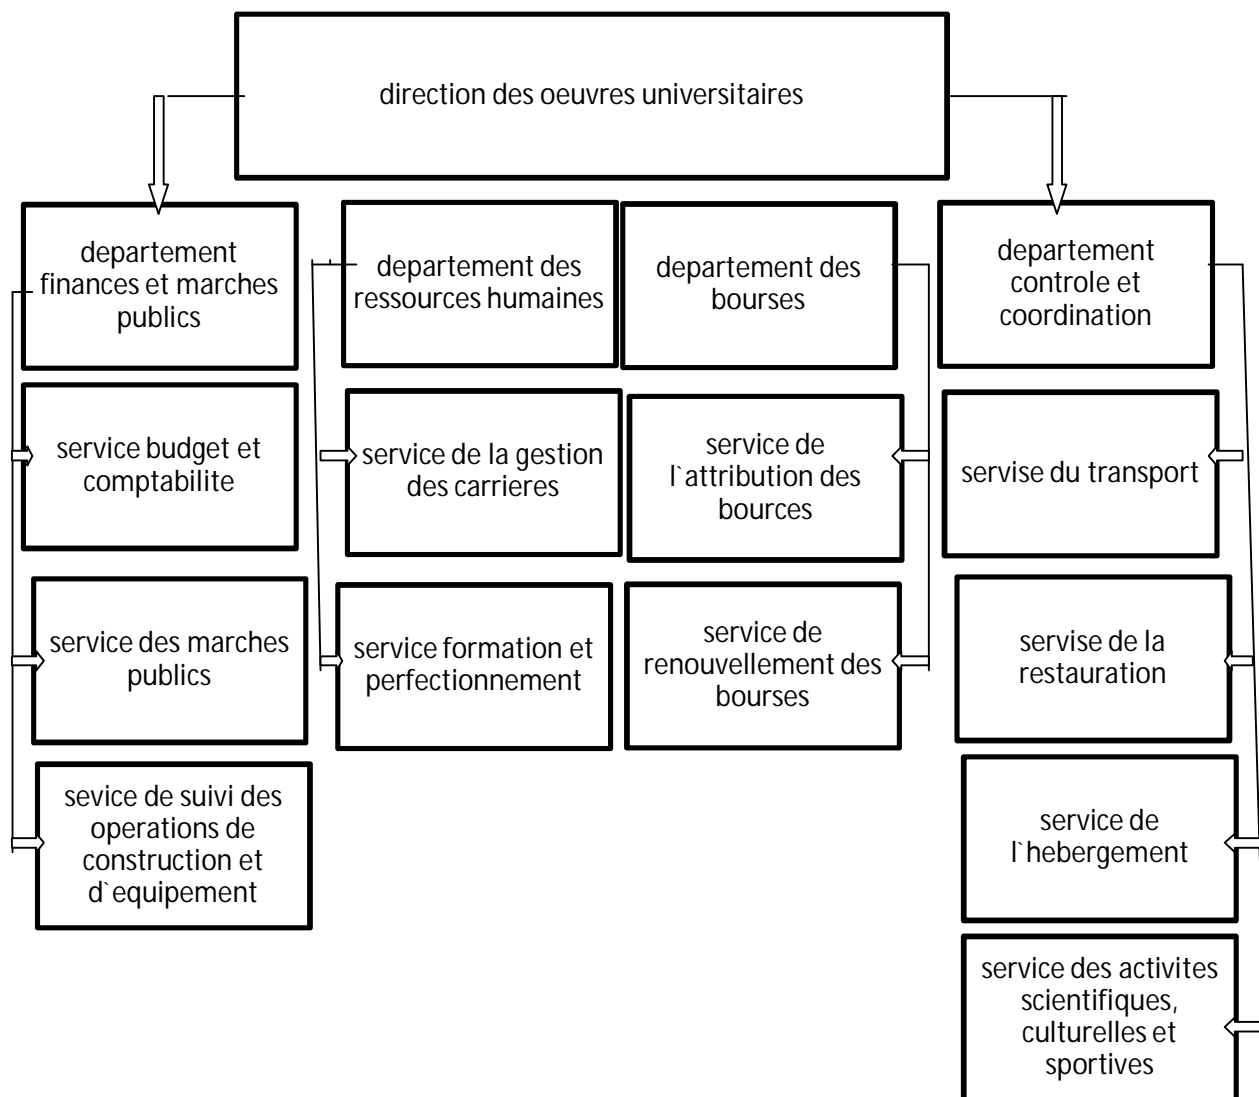 direction des oeuvres universitaires
departement
finances et marches
publics
departement des
ressources humaines
departement des
bourses
departement
controle et
coordination
service budget et
comptabilite
service de la gestion
des carrieres
service de
l`attribution des
bources
servise du transport
service des marches
publics
service formation et
perfectionnement
service de
renouvellement des
bourses
servise de la
restauration
sevice de suivi des
operations de
construction et
d`equipement
service de
l`hebergement
service des activites
scientifiques,
culturelles et
sportives